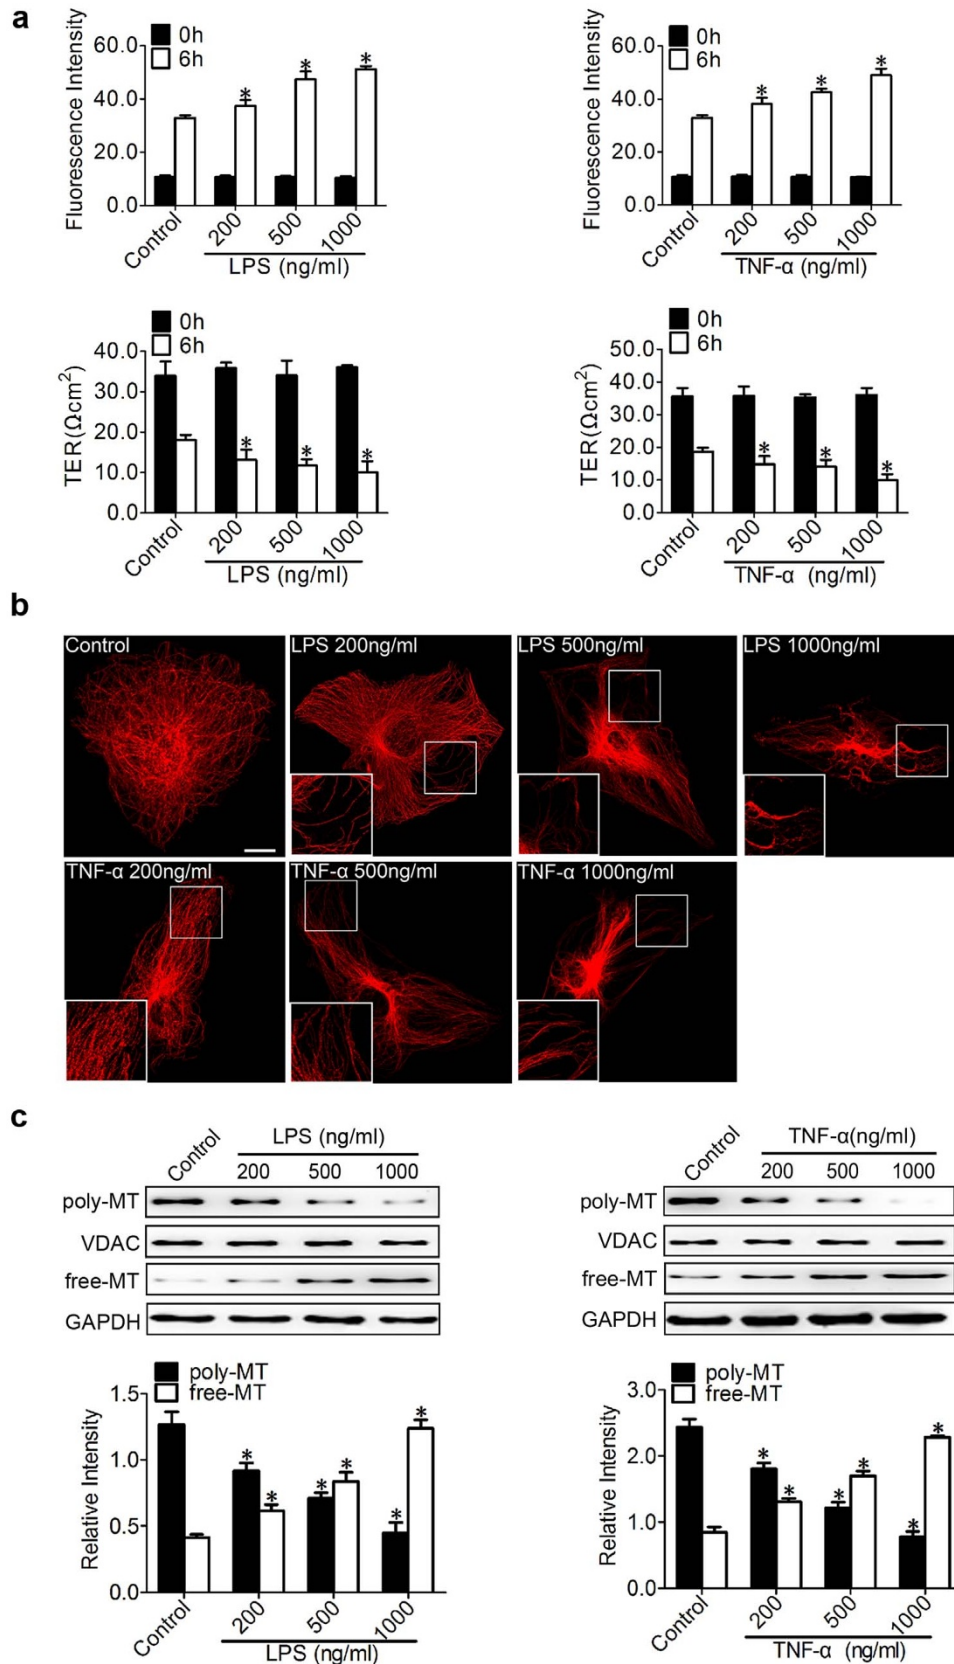 a
0h
6h
Fluorescence Intensity
60.0
40.0
20.0
0.0
* * *
Control 200 500 1000
LPS (ng/ml)
0h
6h
Fluorescence Intensity
60.0
40.0
20.0
0.0
* * *
Control 200 500 1000
TNF-α (ng/ml)
0h
6h
TER(Ωcm²)
40.0
30.0
20.0
10.0
0.0
* * *
Control 200 500 1000
LPS (ng/ml)
0h
6h
TER(Ωcm²)
50.0
40.0
30.0
20.0
10.0
0.0
* * *
Control 200 500 1000
TNF-α (ng/ml)
b
Control
LPS 200ng/ml
LPS 500ng/ml
LPS 1000ng/ml
TNF-α 200ng/ml
TNF-α 500ng/ml
TNF-α 1000ng/ml
c
Control
LPS (ng/ml)
200 500 1000
poly-MT
VDAC
free-MT
GAPDH
Control
TNF-α(ng/ml)
200 500 1000
poly-MT
VDAC
free-MT
GAPDH
poly-MT
free-MT
Relative Intensity
1.5
1.0
0.5
0.0
* * * * * *
Control 200 500 1000
LPS (ng/ml)
poly-MT
free-MT
Relative Intensity
3.0
2.0
1.0
0.0
* * * * * *
Control 200 500 1000
TNF-α (ng/ml)